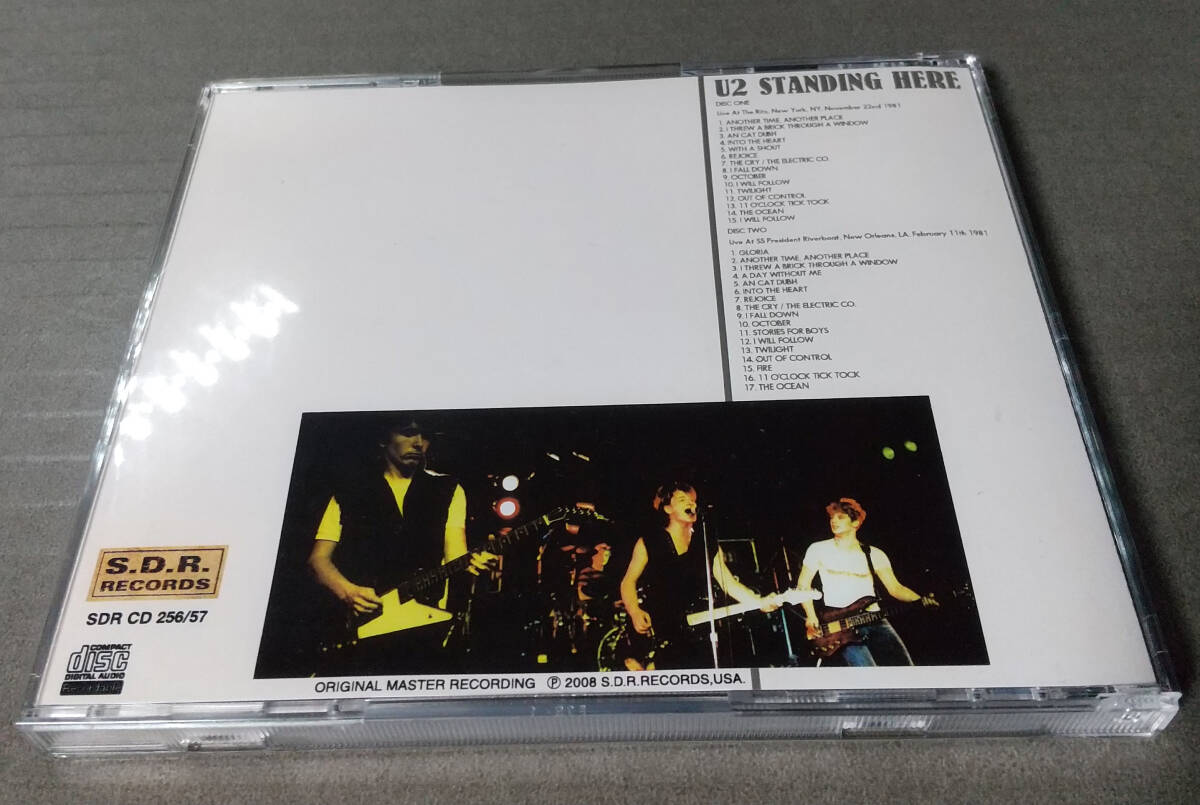 U2 STANDING HERE
DISC ONE
Live At The Ritz, New York, NY, November 22nd 1981
1. ANOTHER TIME, ANOTHER PLACE
2. I THREW A BRICK THROUGH A WINDOW
3. AN CAT DUBH
4. INTO THE HEART
5. WITH A SHOUT
6. REJOICE
7. THE CRY / THE ELECTRIC CO.
8. I FALL DOWN
9. OCTOBER
10. I WILL FOLLOW
11. TWILIGHT
12. OUT OF CONTROL
13. 11 O'CLOCK TICK TOCK
14. THE OCEAN
15. I WILL FOLLOW
DISC TWO
Live At SS President Riverboat, New Orleans, LA, February 11th 1981
1. GLORIA
2. ANOTHER TIME, ANOTHER PLACE
3. I THREW A BRICK THROUGH A WINDOW
4. A DAY WITHOUT ME
5. AN CAT DUBH
6. INTO THE HEART
7. REJOICE
8. THE CRY / THE ELECTRIC CO.
9. I FALL DOWN
10. OCTOBER
11. STORIES FOR BOYS
12. I WILL FOLLOW
13. TWILIGHT
14. OUT OF CONTROL
15. FIRE
16. 11 O'CLOCK TICK TOCK
17. THE OCEAN
S.D.R.
RECORDS
SDR CD 256/57
COMPACT
disc
DIGITAL AUDIO
Recordable
ORIGINAL MASTER RECORDING ℗ 2008 S.D.R.RECORDS,USA.